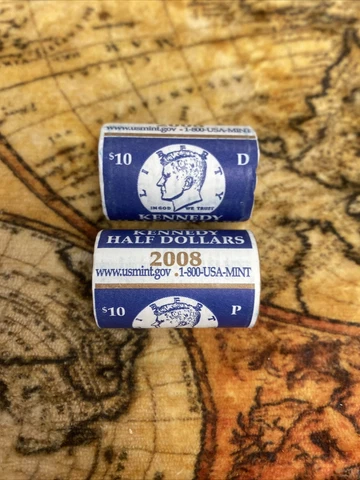 www.usmint.gov • 1-800-USA-MINT
$10 LIBERTY D
IN GOD WE TRUST
KENNEDY
KENNEDY
HALF DOLLARS
2008
www.usmint.gov • 1-800-USA-MINT
$10 P